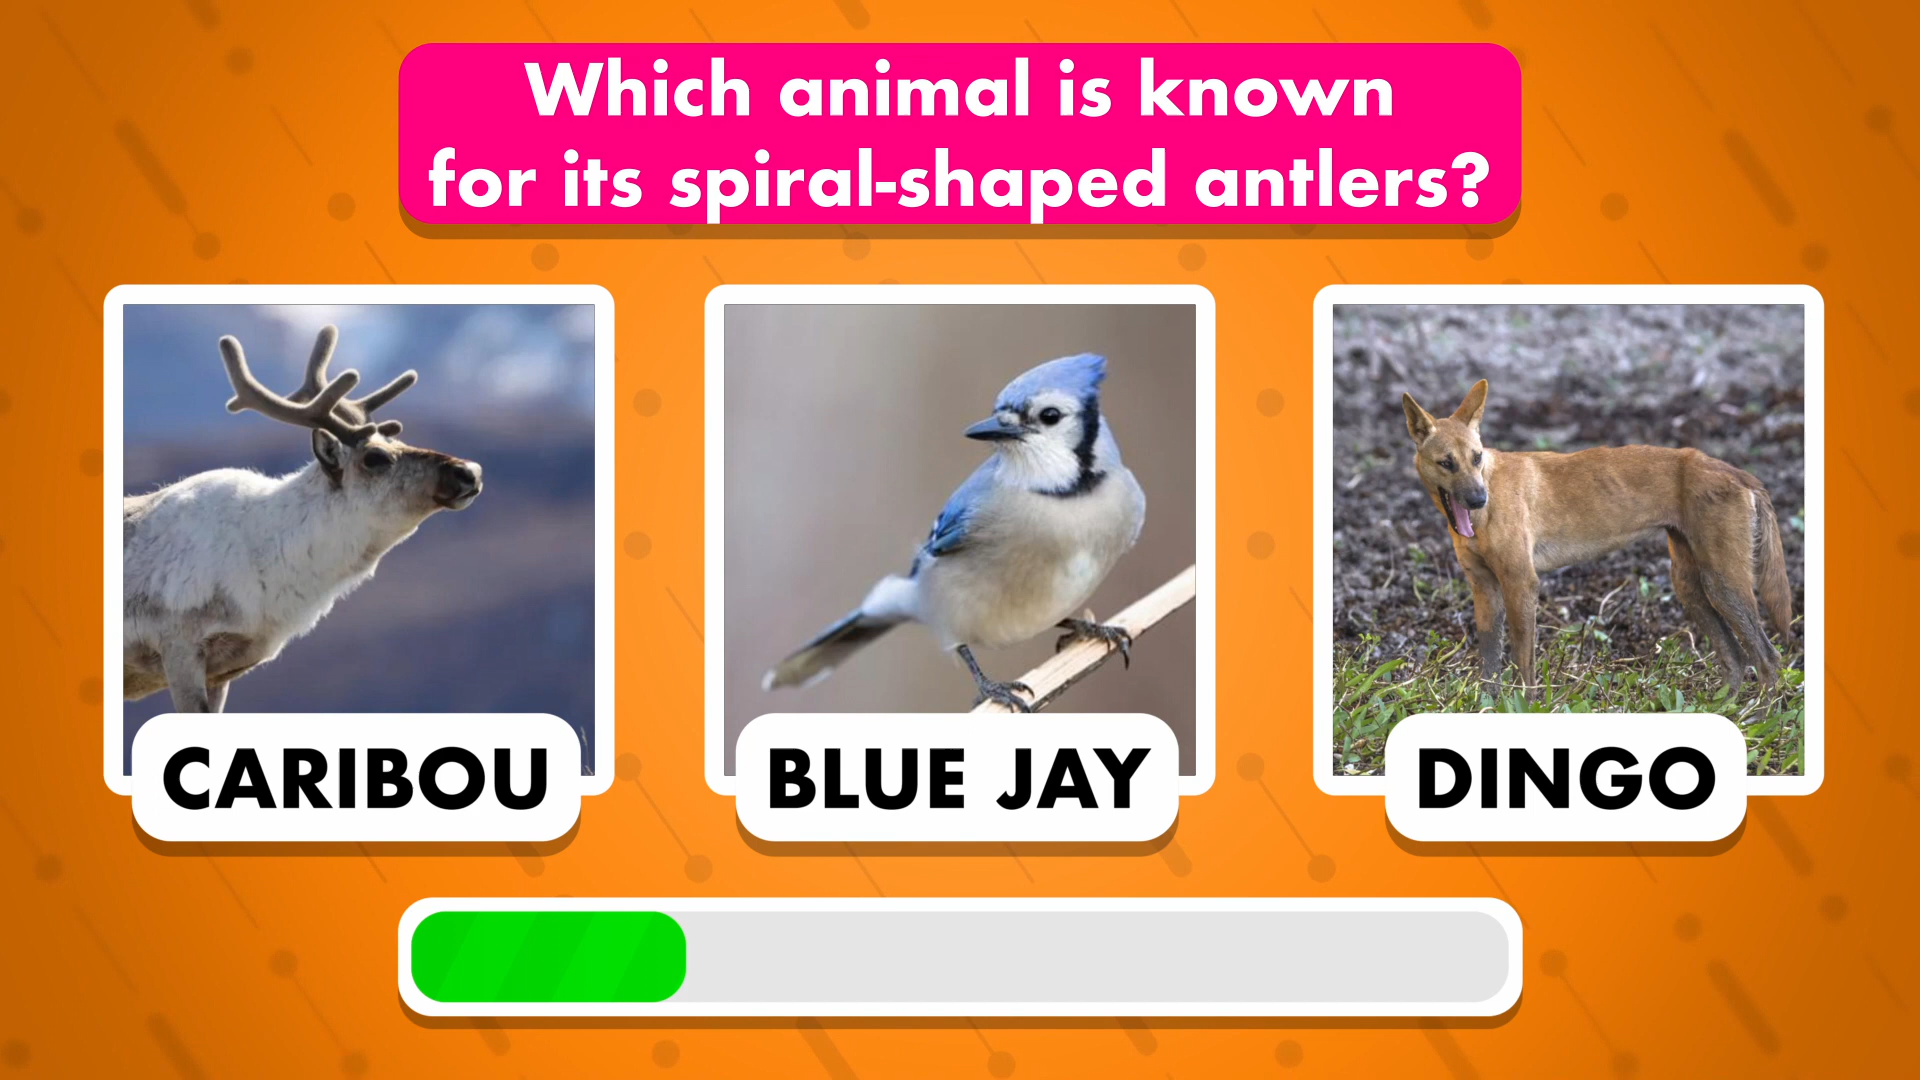 Which animal is known
for its spiral-shaped antlers?
CARIBOU
BLUE JAY
DINGO